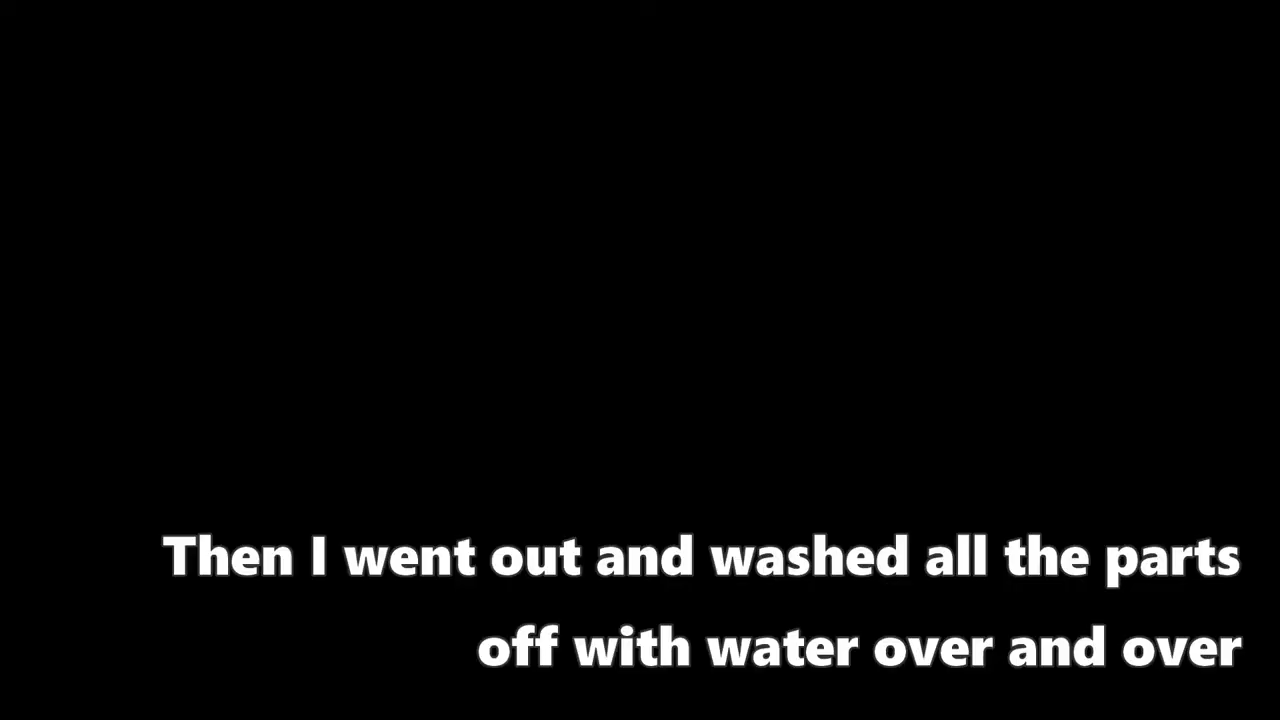 Then I went out and washed all the parts
off with water over and over